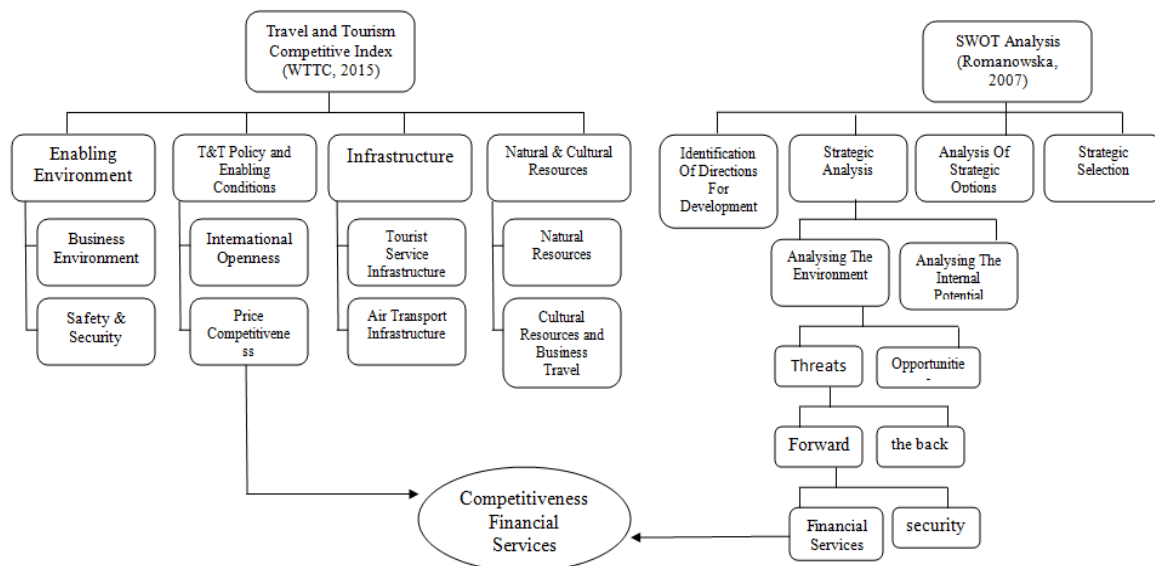 Travel and Tourism
Competitive Index
(WTTC, 2015)
Enabling
Environment
T&T Policy and
Enabling
Conditions
Infrastructure
Natural & Cultural
Resources
Business
Environment
International
Openness
Tourist
Service
Infrastructure
Natural
Resources
Safety &
Security
Price
Competitivene
ss
Air Transport
Infrastructure
Cultural
Resources and
Business
Travel
SWOT Analysis
(Romanowska,
2007)
Identification
Of Directions
For
Development
Strategic
Analysis
Analysis Of
Strategic
Options
Strategic
Selection
Analysing The
Environment
Analysing The
Internal
Potential
Threats
Opportunitie
-
Forward
the back
Financial
Services
security
Competitiveness
Financial
Services